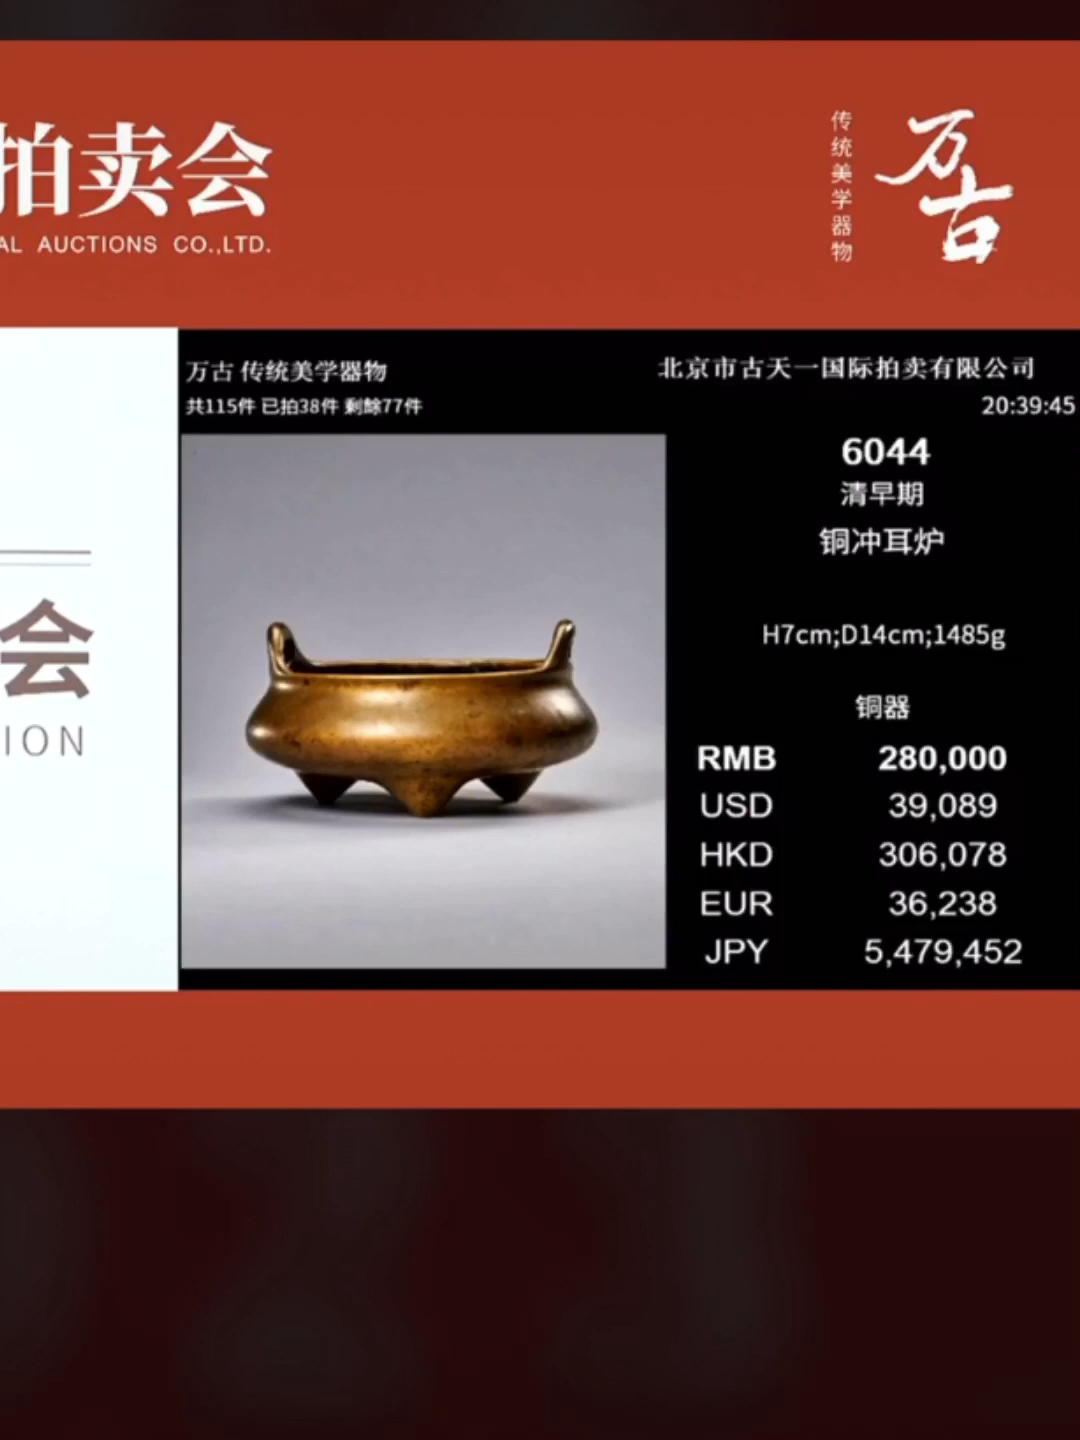 拍卖会
AL AUCTIONS CO.,LTD.
传统美学器物
万古
会
ION
万古 传统美学器物
共115件 已拍38件 剩餘77件
北京市古天一国际拍卖有限公司
20:39:45
6044
清早期
铜冲耳炉
H7cm;D14cm;1485g
铜器
RMB 280,000
USD 39,089
HKD 306,078
EUR 36,238
JPY 5,479,452